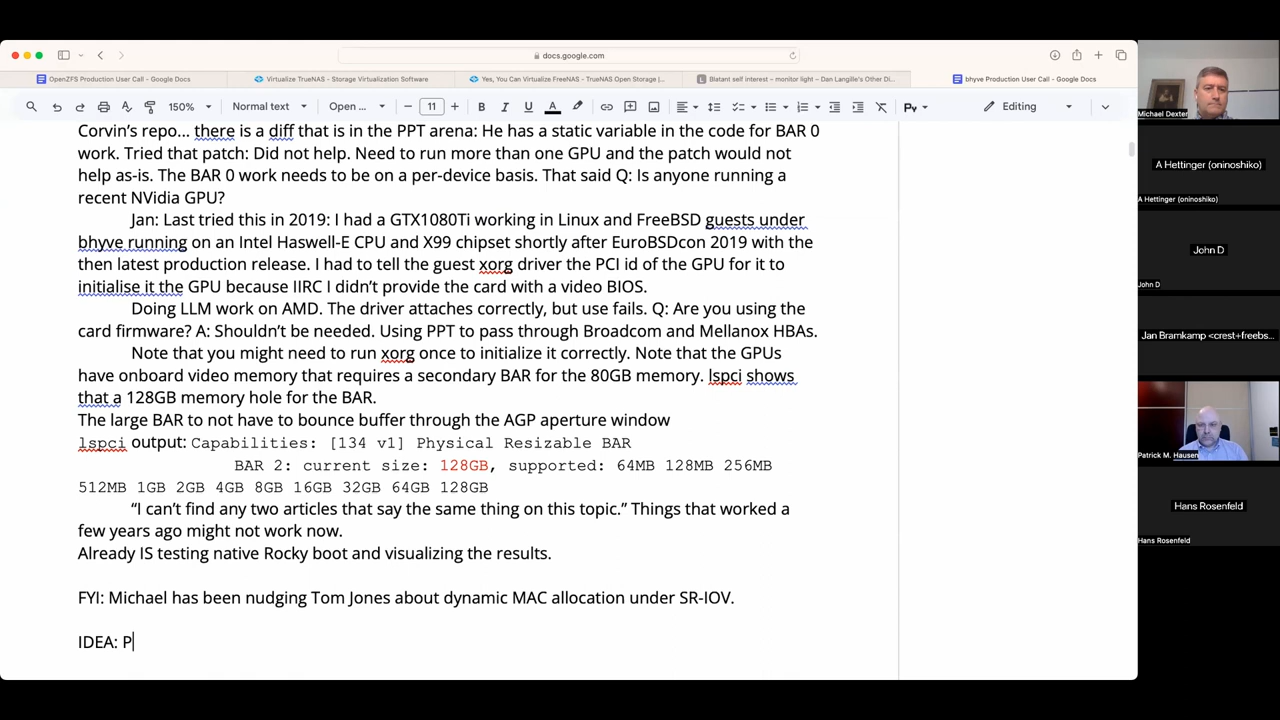 docs.google.com
OpenZFS Production User Call - Google Docs
Virtualize TrueNAS - Storage Virtualization Software
Yes, You Can Virtualize FreeNAS - TrueNAS Open Storage |...
Blatant self interest – monitor light – Dan Langille's Other Di...
bhyve Production User Call - Google Docs
150%
Normal text
Open ...
11
Editing
Corvin's repo... there is a diff that is in the PPT arena: He has a static variable in the code for BAR 0
work. Tried that patch: Did not help. Need to run more than one GPU and the patch would not
help as-is. The BAR 0 work needs to be on a per-device basis. That said Q: Is anyone running a
recent NVidia GPU?
Jan: Last tried this in 2019: I had a GTX1080Ti working in Linux and FreeBSD guests under
bhyve running on an Intel Haswell-E CPU and X99 chipset shortly after EuroBSDcon 2019 with the
then latest production release. I had to tell the guest xorg driver the PCI id of the GPU for it to
initialise it the GPU because IIRC I didn't provide the card with a video BIOS.
Doing LLM work on AMD. The driver attaches correctly, but use fails. Q: Are you using the
card firmware? A: Shouldn't be needed. Using PPT to pass through Broadcom and Mellanox HBAs.
Note that you might need to run xorg once to initialize it correctly. Note that the GPUs
have onboard video memory that requires a secondary BAR for the 80GB memory. lspci shows
that a 128GB memory hole for the BAR.
The large BAR to not have to bounce buffer through the AGP aperture window
lspci output: Capabilities: [134 v1] Physical Resizable BAR
BAR 2: current size: 128GB, supported: 64MB 128MB 256MB
512MB 1GB 2GB 4GB 8GB 16GB 32GB 64GB 128GB
“I can't find any two articles that say the same thing on this topic.” Things that worked a
few years ago might not work now.
Already IS testing native Rocky boot and visualizing the results.
FYI: Michael has been nudging Tom Jones about dynamic MAC allocation under SR-IOV.
IDEA: P
Michael Dexter
A Hettinger (oninoshiko)
A Hettinger (oninoshiko)
John D
John D
Jan Bramkamp <crest+freebs...
Patrick M. Hausen
Hans Rosenfeld
Hans Rosenfeld